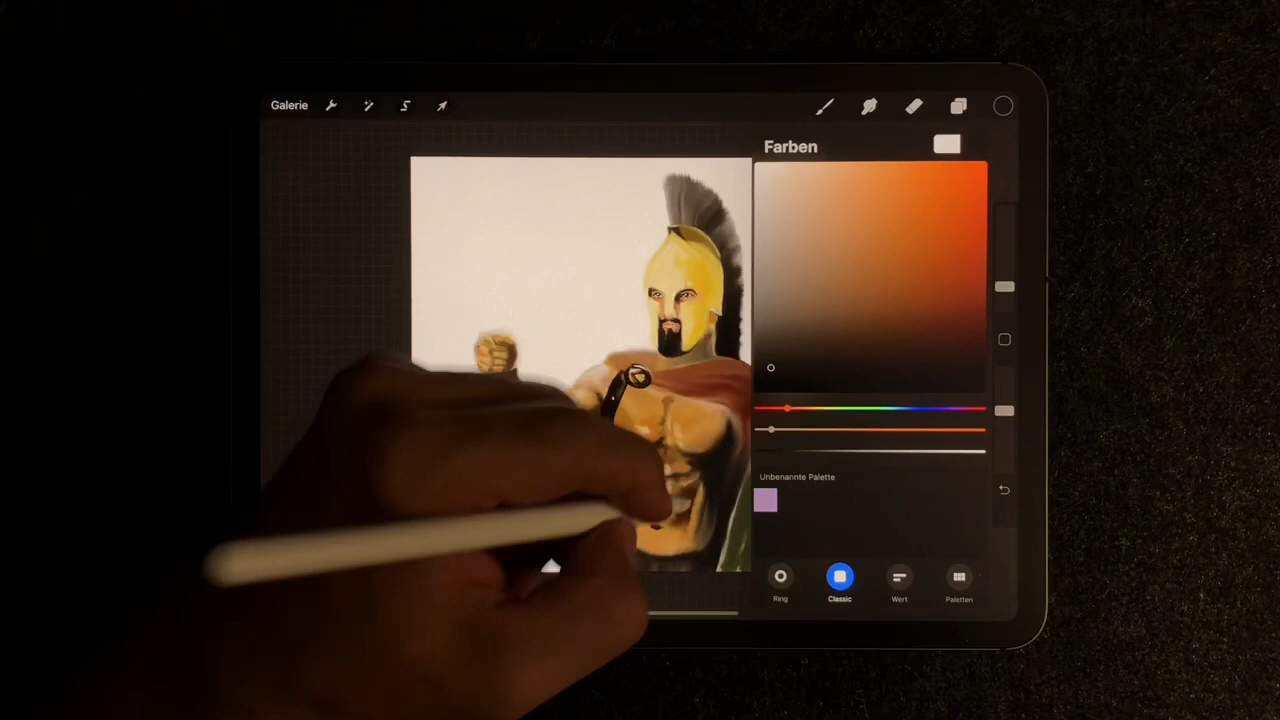 Galerie
Farben
Unbenannte Palette
Ring
Classic
Wert
Paletten